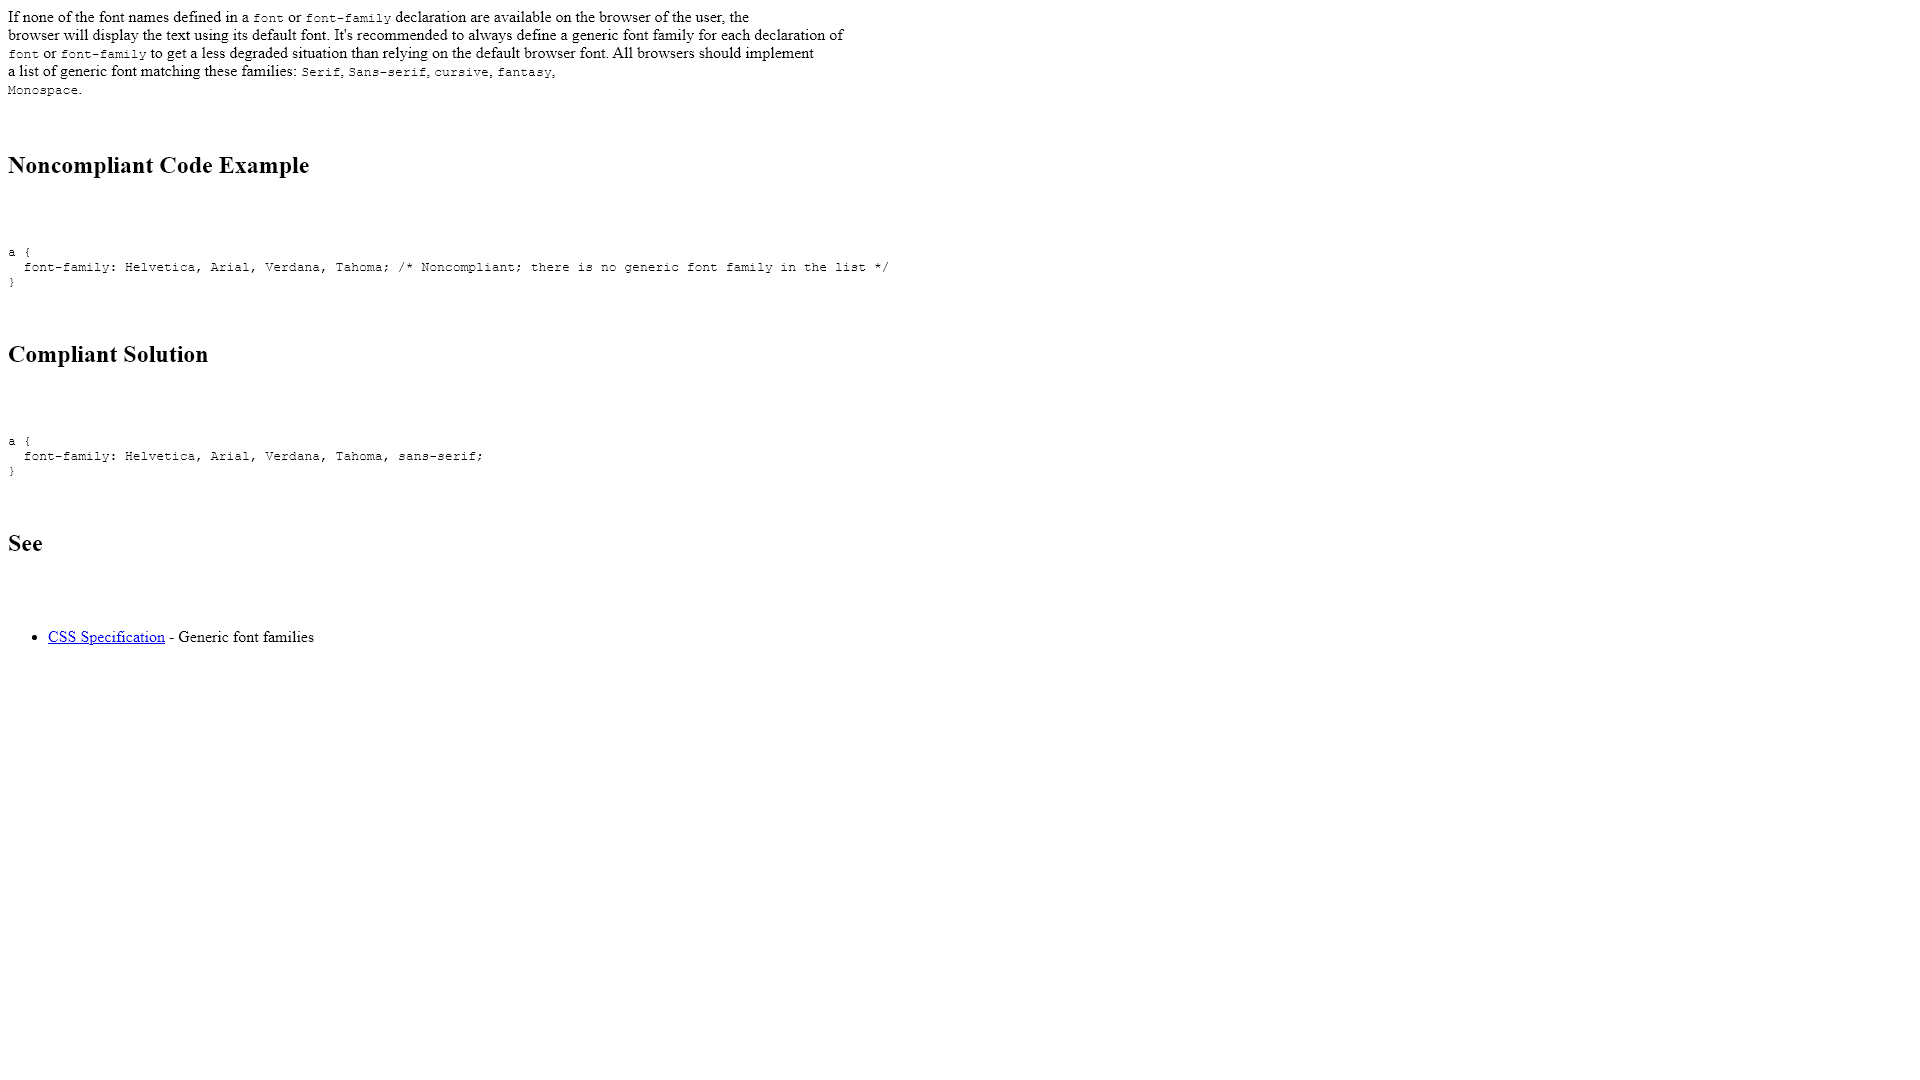 If none of the font names defined in a font or font-family declaration are available on the browser of the user, the
browser will display the text using its default font. It's recommended to always define a generic font family for each declaration of
font or font-family to get a less degraded situation than relying on the default browser font. All browsers should implement
a list of generic font matching these families: Serif, Sans-serif, cursive, fantasy,
Monospace.
Noncompliant Code Example
a {
  font-family: Helvetica, Arial, Verdana, Tahoma; /* Noncompliant; there is no generic font family in the list */
}
Compliant Solution
a {
  font-family: Helvetica, Arial, Verdana, Tahoma, sans-serif;
}
See
• CSS Specification - Generic font families